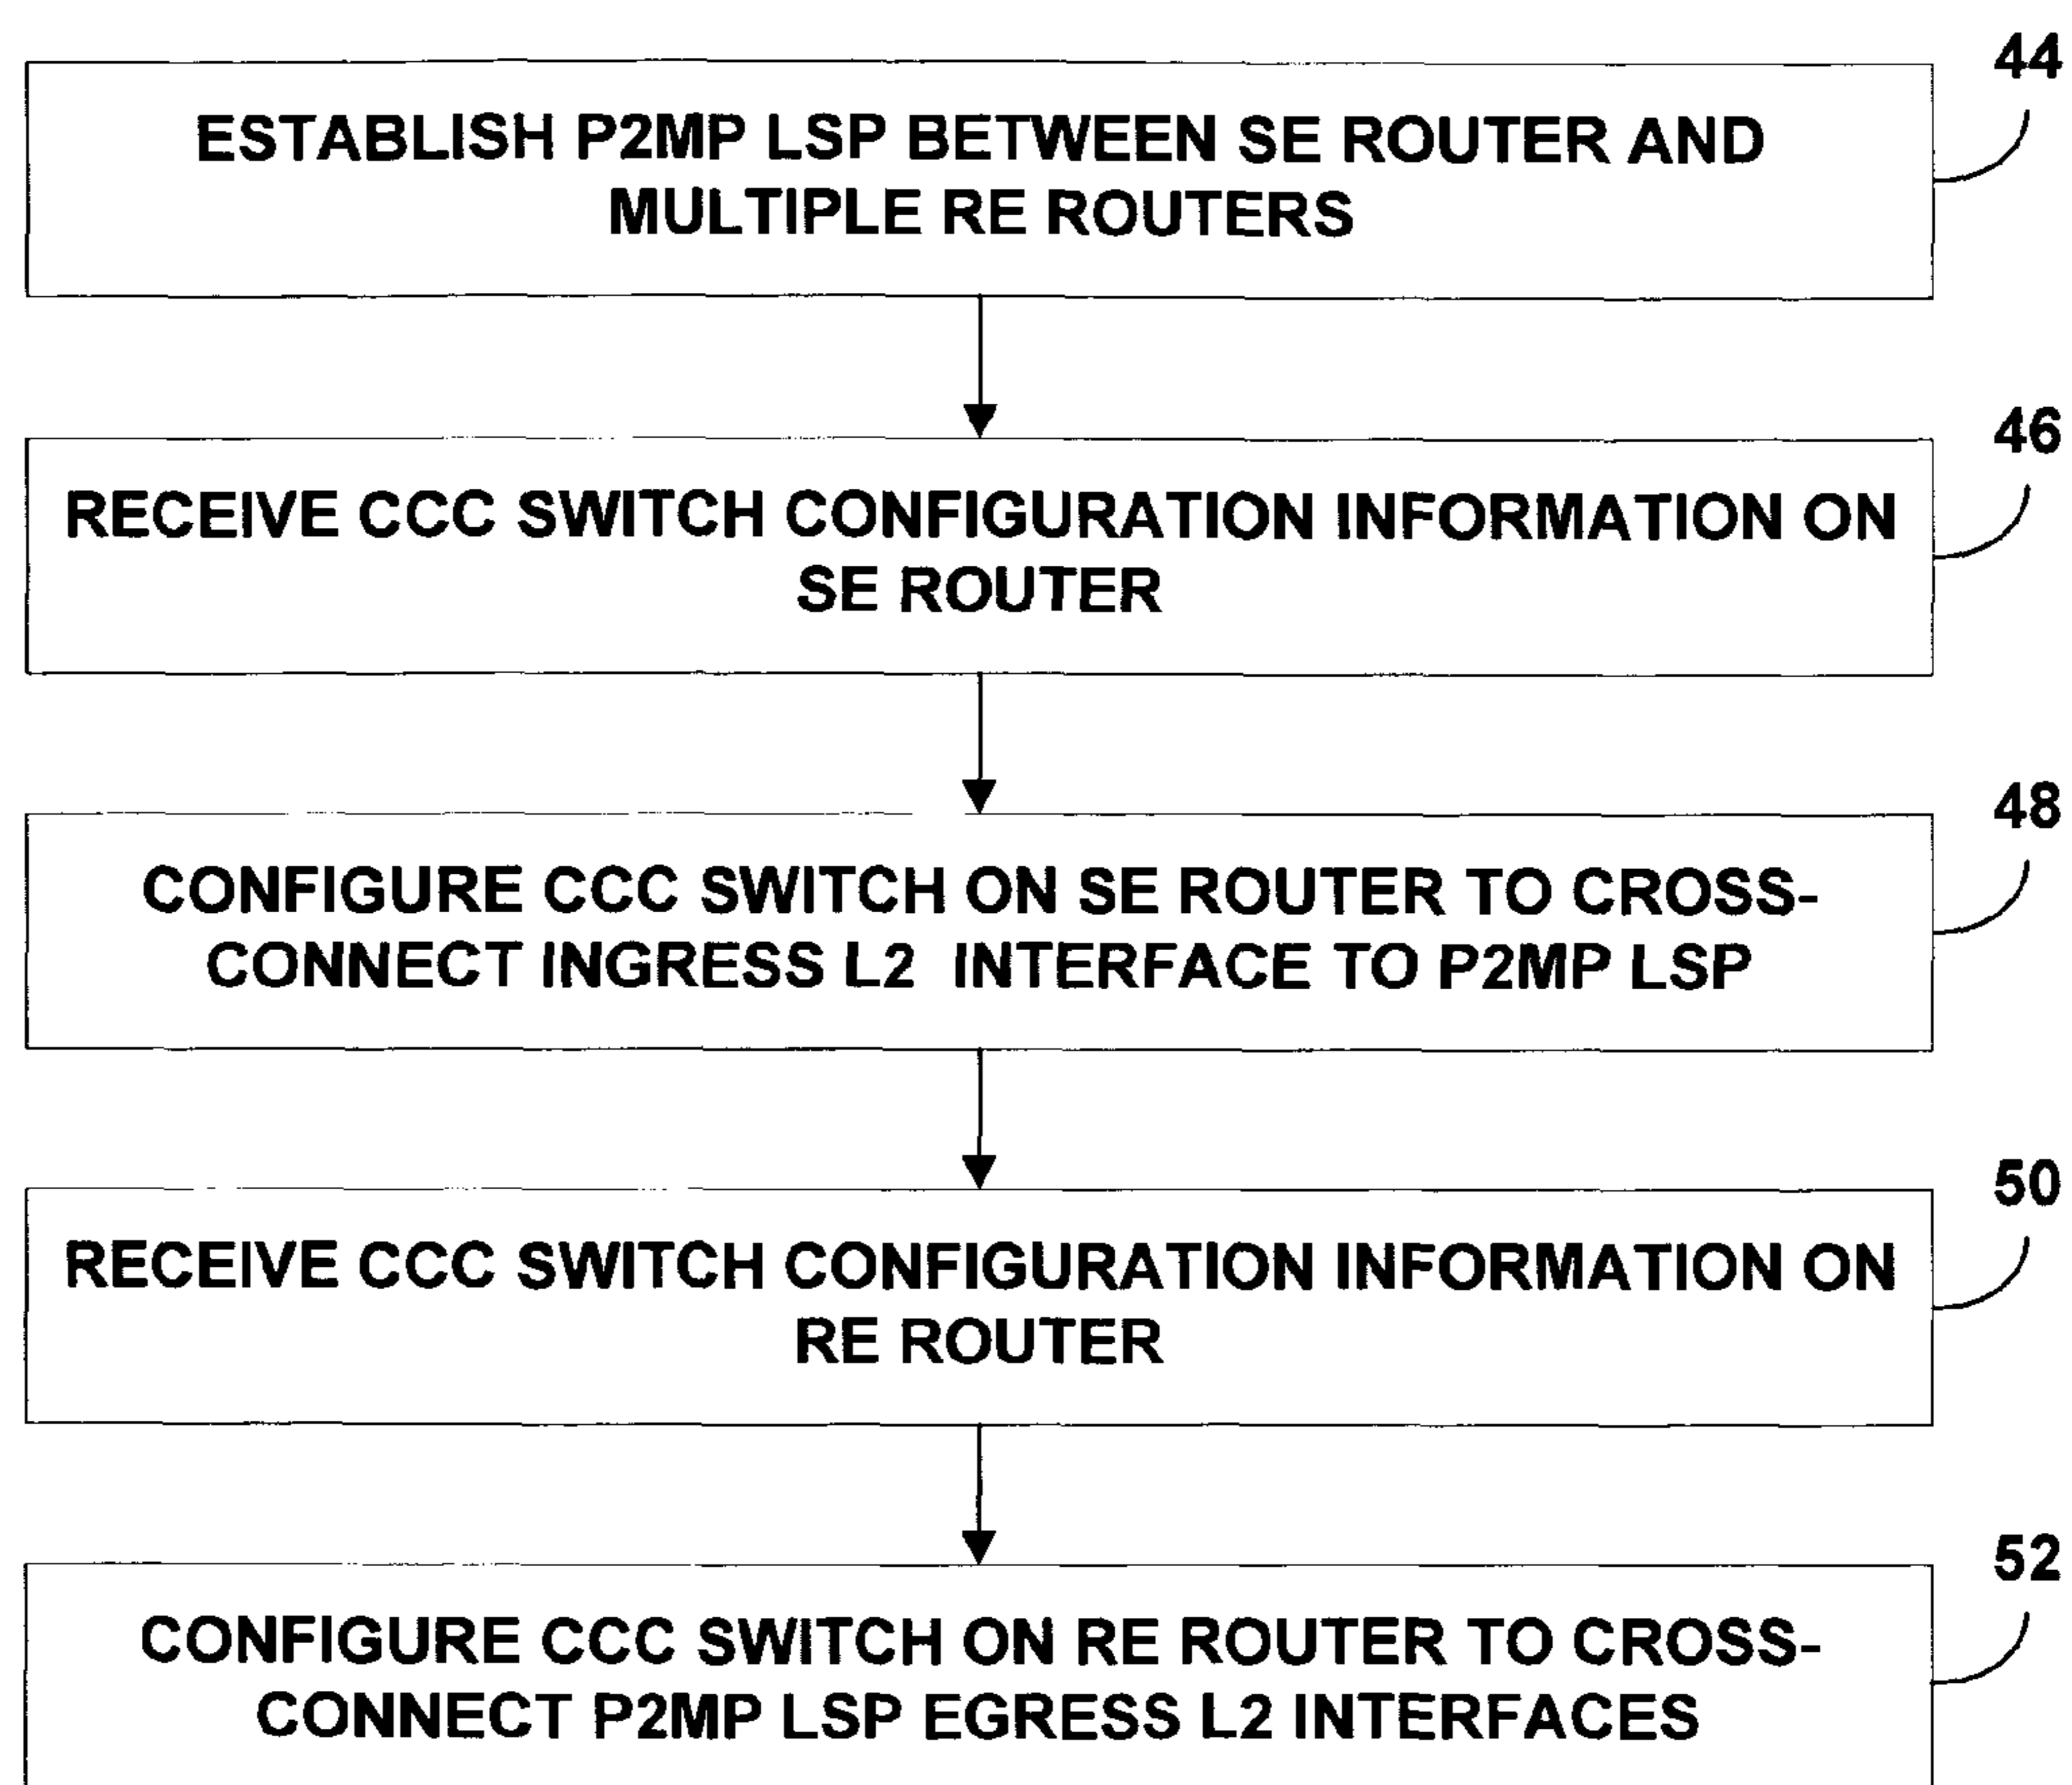 44
ESTABLISH P2MP LSP BETWEEN SE ROUTER AND
MULTIPLE RE ROUTERS
46
RECEIVE CCC SWITCH CONFIGURATION INFORMATION ON
SE ROUTER
48
CONFIGURE CCC SWITCH ON SE ROUTER TO CROSS-
CONNECT INGRESS L2 INTERFACE TO P2MP LSP
50
RECEIVE CCC SWITCH CONFIGURATION INFORMATION ON
RE ROUTER
52
CONFIGURE CCC SWITCH ON RE ROUTER TO CROSS-
CONNECT P2MP LSP EGRESS L2 INTERFACES